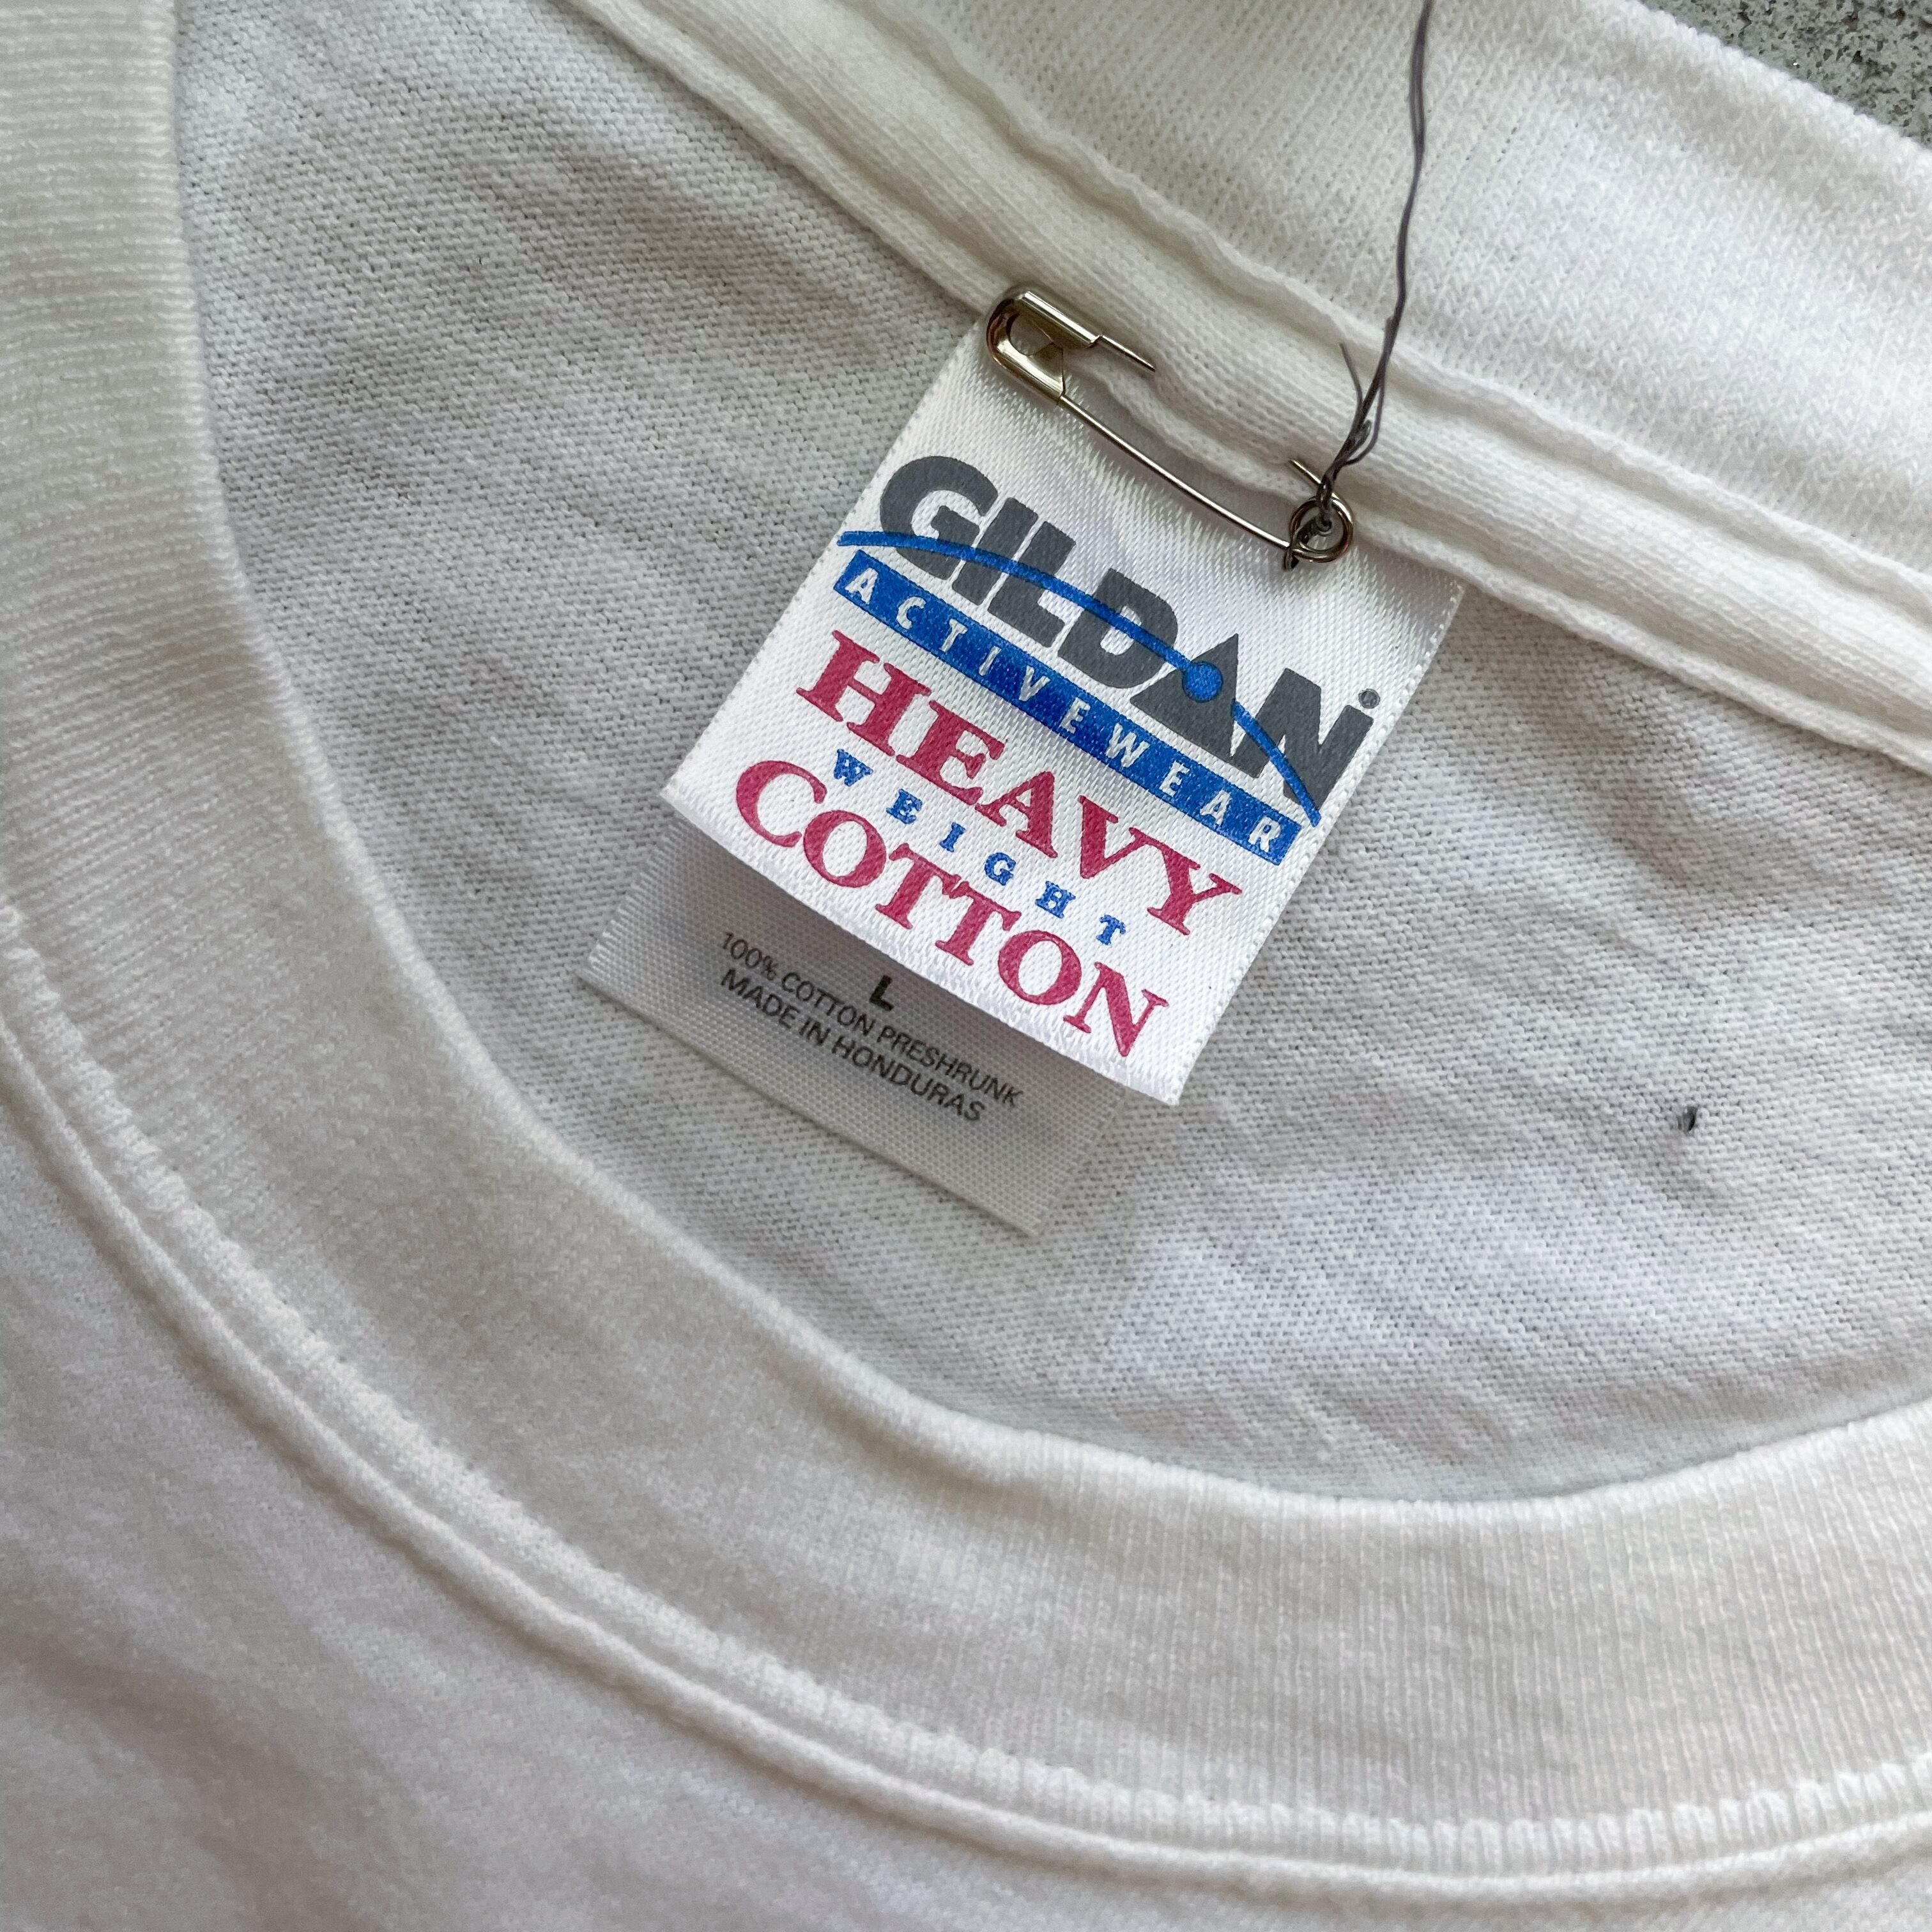 GILDAN
ACTIVEWEAR
HEAVY
WEIGHT
COTTON
L
100% COTTON PRESHRUNK
MADE IN HONDURAS